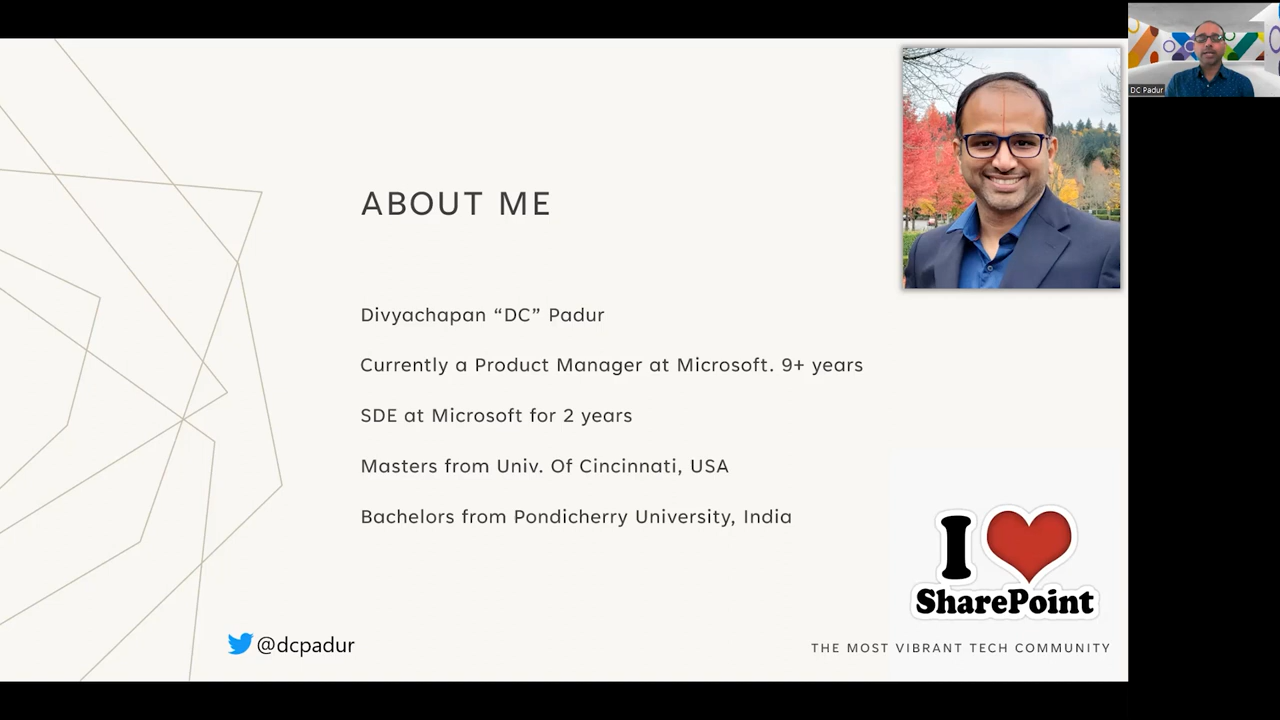 DC Padur
ABOUT ME
Divyachapan “DC” Padur
Currently a Product Manager at Microsoft. 9+ years
SDE at Microsoft for 2 years
Masters from Univ. Of Cincinnati, USA
Bachelors from Pondicherry University, India
I
SharePoint
@dcpadur
THE MOST VIBRANT TECH COMMUNITY